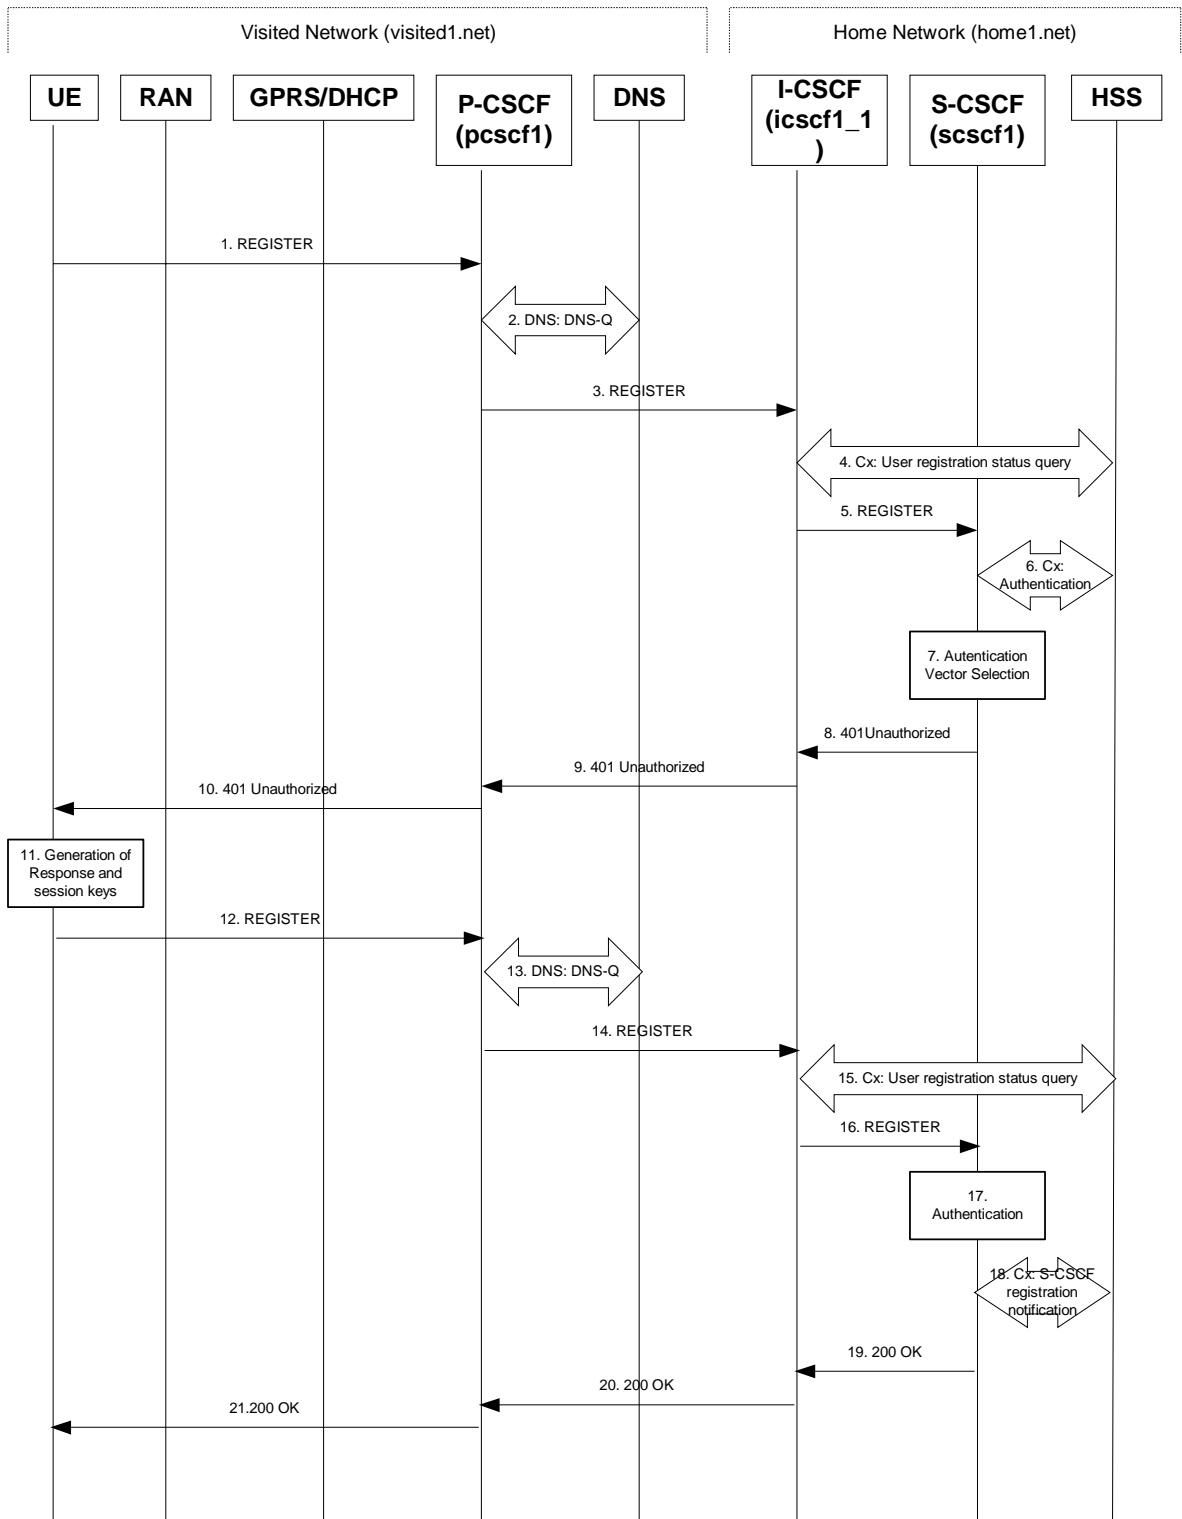 Visited Network (visited1.net)
Home Network (home1.net)
UE
RAN
GPRS/DHCP
P-CSCF
(pcscf1)
DNS
I-CSCF
(icscf1_1
)
S-CSCF
(scscf1)
HSS
1. REGISTER
2. DNS: DNS-Q
3. REGISTER
4. Cx: User registration status query
5. REGISTER
6. Cx:
Authentication
7. Autentication
Vector Selection
8. 401Unauthorized
9. 401 Unauthorized
10. 401 Unauthorized
11. Generation of
Response and
session keys
12. REGISTER
13. DNS: DNS-Q
14. REGISTER
15. Cx: User registration status query
16. REGISTER
17.
Authentication
18. Cx: S-CSCF
registration
notification
19. 200 OK
20. 200 OK
21.200 OK